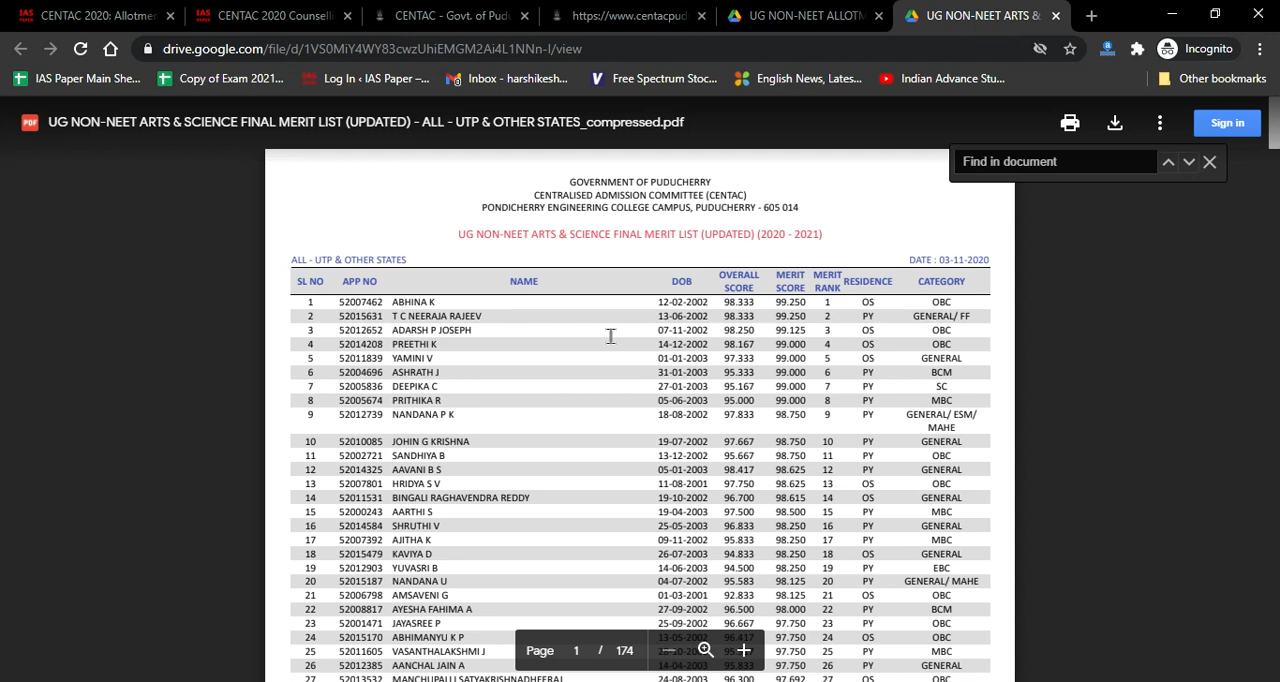 CENTAC 2020: Allotmer
CENTAC 2020 Counselli
CENTAC - Govt. of Pud
https://www.centacpud
UG NON-NEET ALLOTM
UG NON-NEET ARTS &
drive.google.com/file/d/1VS0MiY4WY83cwzUhiEMGM2Ai4L1NNn-I/view
Incognito
IAS Paper Main She...
Copy of Exam 2021...
Log In ‹ IAS Paper –...
Inbox - harshikesh...
Free Spectrum Stoc...
English News, Lates...
Indian Advance Stu...
Other bookmarks
PDF UG NON-NEET ARTS & SCIENCE FINAL MERIT LIST (UPDATED) - ALL - UTP & OTHER STATES_compressed.pdf
Sign in
Find in document
GOVERNMENT OF PUDUCHERRY
CENTRALISED ADMISSION COMMITTEE (CENTAC)
PONDICHERRY ENGINEERING COLLEGE CAMPUS, PUDUCHERRY - 605 014
UG NON-NEET ARTS & SCIENCE FINAL MERIT LIST (UPDATED) (2020 - 2021)
ALL - UTP & OTHER STATES DATE : 03-11-2020
SL NO APP NO NAME DOB OVERALL SCORE MERIT SCORE MERIT RANK RESIDENCE CATEGORY
1 52007462 ABHINA K 12-02-2002 98.333 99.250 1 OS OBC
2 52015631 T C NEERAJA RAJEEV 13-06-2002 98.333 99.250 2 PY GENERAL/ FF
3 52012652 ADARSH P JOSEPH 07-11-2002 98.250 99.125 3 OS OBC
4 52014208 PREETHI K 14-12-2002 98.167 99.000 4 OS OBC
5 52011839 YAMINI V 01-01-2003 97.333 99.000 5 OS GENERAL
6 52004696 ASHRATH J 31-01-2003 95.333 99.000 6 PY BCM
7 52005836 DEEPIKA C 27-01-2003 95.167 99.000 7 PY SC
8 52005674 PRITHIKA R 05-06-2003 95.000 99.000 8 PY MBC
9 52012739 NANDANA P K 18-08-2002 97.833 98.750 9 PY GENERAL/ ESM/
MAHE
10 52010085 JOHIN G KRISHNA 19-07-2002 97.667 98.750 10 PY GENERAL
11 52002721 SANDHIYA B 13-12-2002 95.667 98.750 11 PY OBC
12 52014325 AAVANI B S 05-01-2003 98.417 98.625 12 PY GENERAL
13 52007801 HRIDYA S V 11-08-2001 97.750 98.625 13 OS OBC
14 52011531 BINGALI RAGHAVENDRA REDDY 19-10-2002 96.700 98.615 14 OS GENERAL
15 52000243 AARTHI S 19-04-2003 97.500 98.500 15 PY MBC
16 52014584 SHRUTHI V 25-05-2003 96.833 98.250 16 PY GENERAL
17 52007392 AJITHA K 09-11-2002 95.833 98.250 17 PY MBC
18 52015479 KAVIYA D 26-07-2003 94.833 98.250 18 OS GENERAL
19 52012903 YUVASRI B 14-06-2003 94.500 98.250 19 PY EBC
20 52015187 NANDANA U 04-07-2002 95.583 98.125 20 PY GENERAL/ MAHE
21 52006798 AMSAVENI G 01-03-2001 92.833 98.125 21 OS OBC
22 52008817 AYESHA FAHIMA A 27-09-2002 96.500 98.000 22 PY BCM
23 52001471 JAYASREE P 25-09-2002 96.667 97.750 23 PY OBC
24 52015170 ABHIMANYU K P 13-05-2002 96.417 97.750 24 OS OBC
25 52011605 VASANTHALAKSHMI J 97.750 25 PY MBC
26 52012385 AANCHAL JAIN A 14-04-2003 95.833 97.750 26 PY GENERAL
27 52013532 MANCHUPALLI SATYAKRISHNADHEERAJ 24-08-2003 96.300 97.692 27 OS OBC
Page 1 / 174